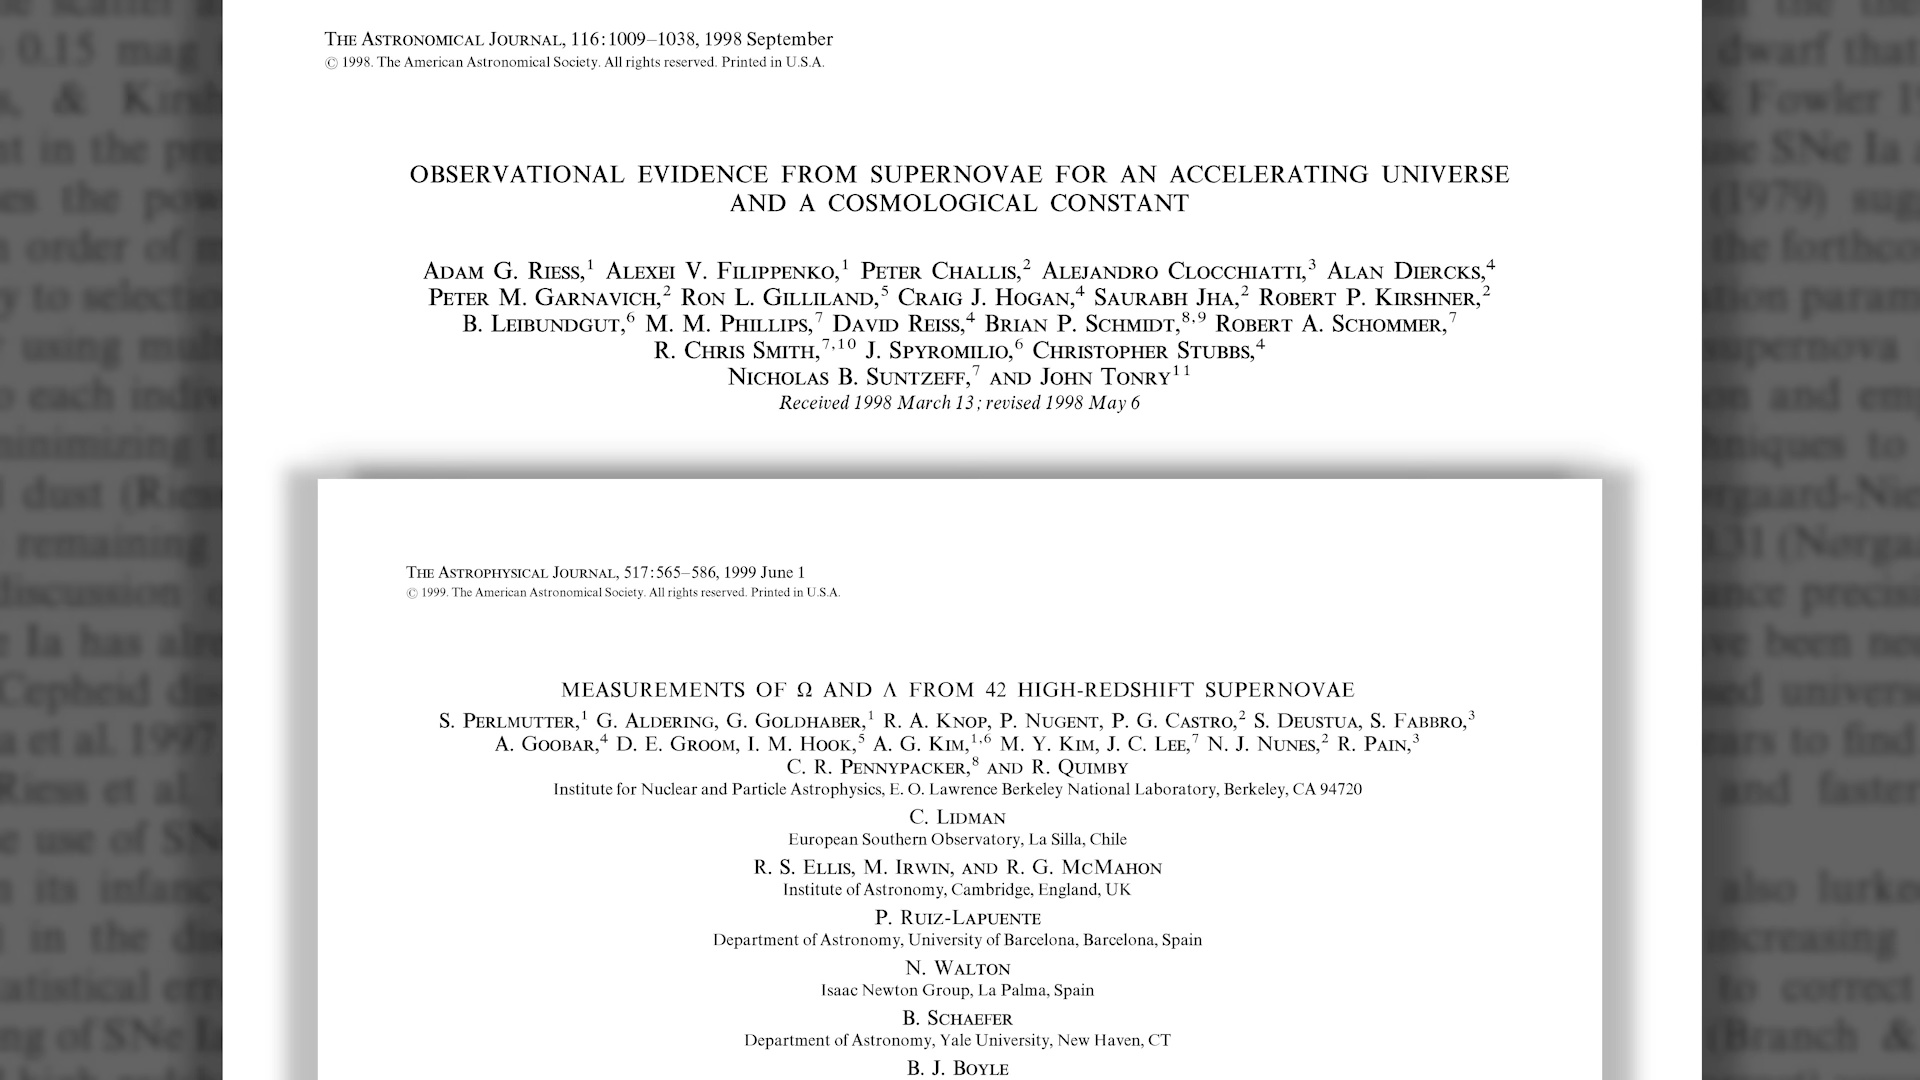 THE ASTRONOMICAL JOURNAL, 116:1009–1038, 1998 September
© 1998. The American Astronomical Society. All rights reserved. Printed in U.S.A.
OBSERVATIONAL EVIDENCE FROM SUPERNOVAE FOR AN ACCELERATING UNIVERSE
AND A COSMOLOGICAL CONSTANT
ADAM G. RIESS,1 ALEXEI V. FILIPPENKO,1 PETER CHALLIS,2 ALEJANDRO CLOCCHIATTI,3 ALAN DIERCKS,4
PETER M. GARNAVICH,2 RON L. GILLILAND,5 CRAIG J. HOGAN,4 SAURABH JHA,2 ROBERT P. KIRSHNER,2
B. LEIBUNDGUT,6 M. M. PHILLIPS,7 DAVID REISS,4 BRIAN P. SCHMIDT,8,9 ROBERT A. SCHOMMER,7
R. CHRIS SMITH,7,10 J. SPYROMILIO,6 CHRISTOPHER STUBBS,4
NICHOLAS B. SUNTZEFF,7 AND JOHN TONRY11
Received 1998 March 13; revised 1998 May 6
THE ASTROPHYSICAL JOURNAL, 517:565–586, 1999 June 1
© 1999. The American Astronomical Society. All rights reserved. Printed in U.S.A.
MEASUREMENTS OF Ω AND Λ FROM 42 HIGH-REDSHIFT SUPERNOVAE
S. PERLMUTTER,1 G. ALDERING, G. GOLDHABER,1 R. A. KNOP, P. NUGENT, P. G. CASTRO,2 S. DEUSTUA, S. FABBRO,3
A. GOOBAR,4 D. E. GROOM, I. M. HOOK,5 A. G. KIM,1,6 M. Y. KIM, J. C. LEE,7 N. J. NUNES,2 R. PAIN,3
C. R. PENNYPACKER,8 AND R. QUIMBY
Institute for Nuclear and Particle Astrophysics, E. O. Lawrence Berkeley National Laboratory, Berkeley, CA 94720
C. LIDMAN
European Southern Observatory, La Silla, Chile
R. S. ELLIS, M. IRWIN, AND R. G. MCMAHON
Institute of Astronomy, Cambridge, England, UK
P. RUIZ-LAPUENTE
Department of Astronomy, University of Barcelona, Barcelona, Spain
N. WALTON
Isaac Newton Group, La Palma, Spain
B. SCHAEFER
Department of Astronomy, Yale University, New Haven, CT
B. J. BOYLE